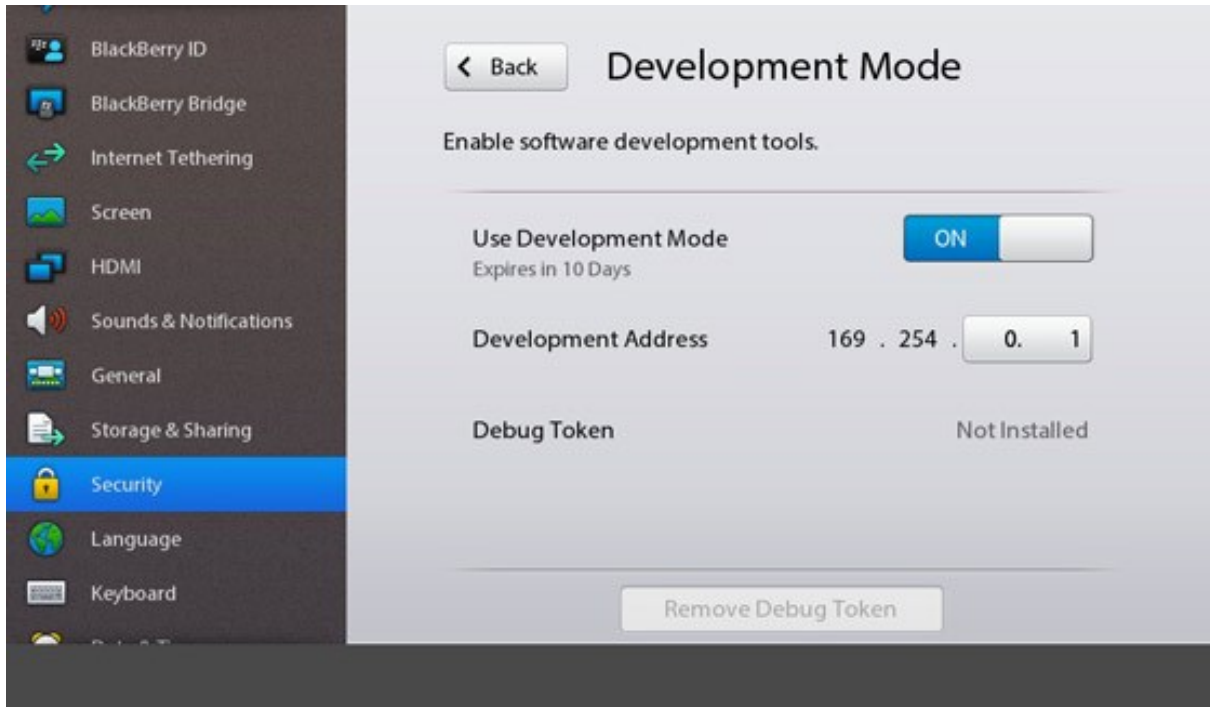 BlackBerry ID
BlackBerry Bridge
Internet Tethering
Screen
HDMI
Sounds & Notifications
General
Storage & Sharing
Security
Language
Keyboard
Back
Development Mode
Enable software development tools.
Use Development Mode
ON
Expires in 10 Days
Development Address
169 . 254 . 0. 1
Debug Token
Not Installed
Remove Debug Token